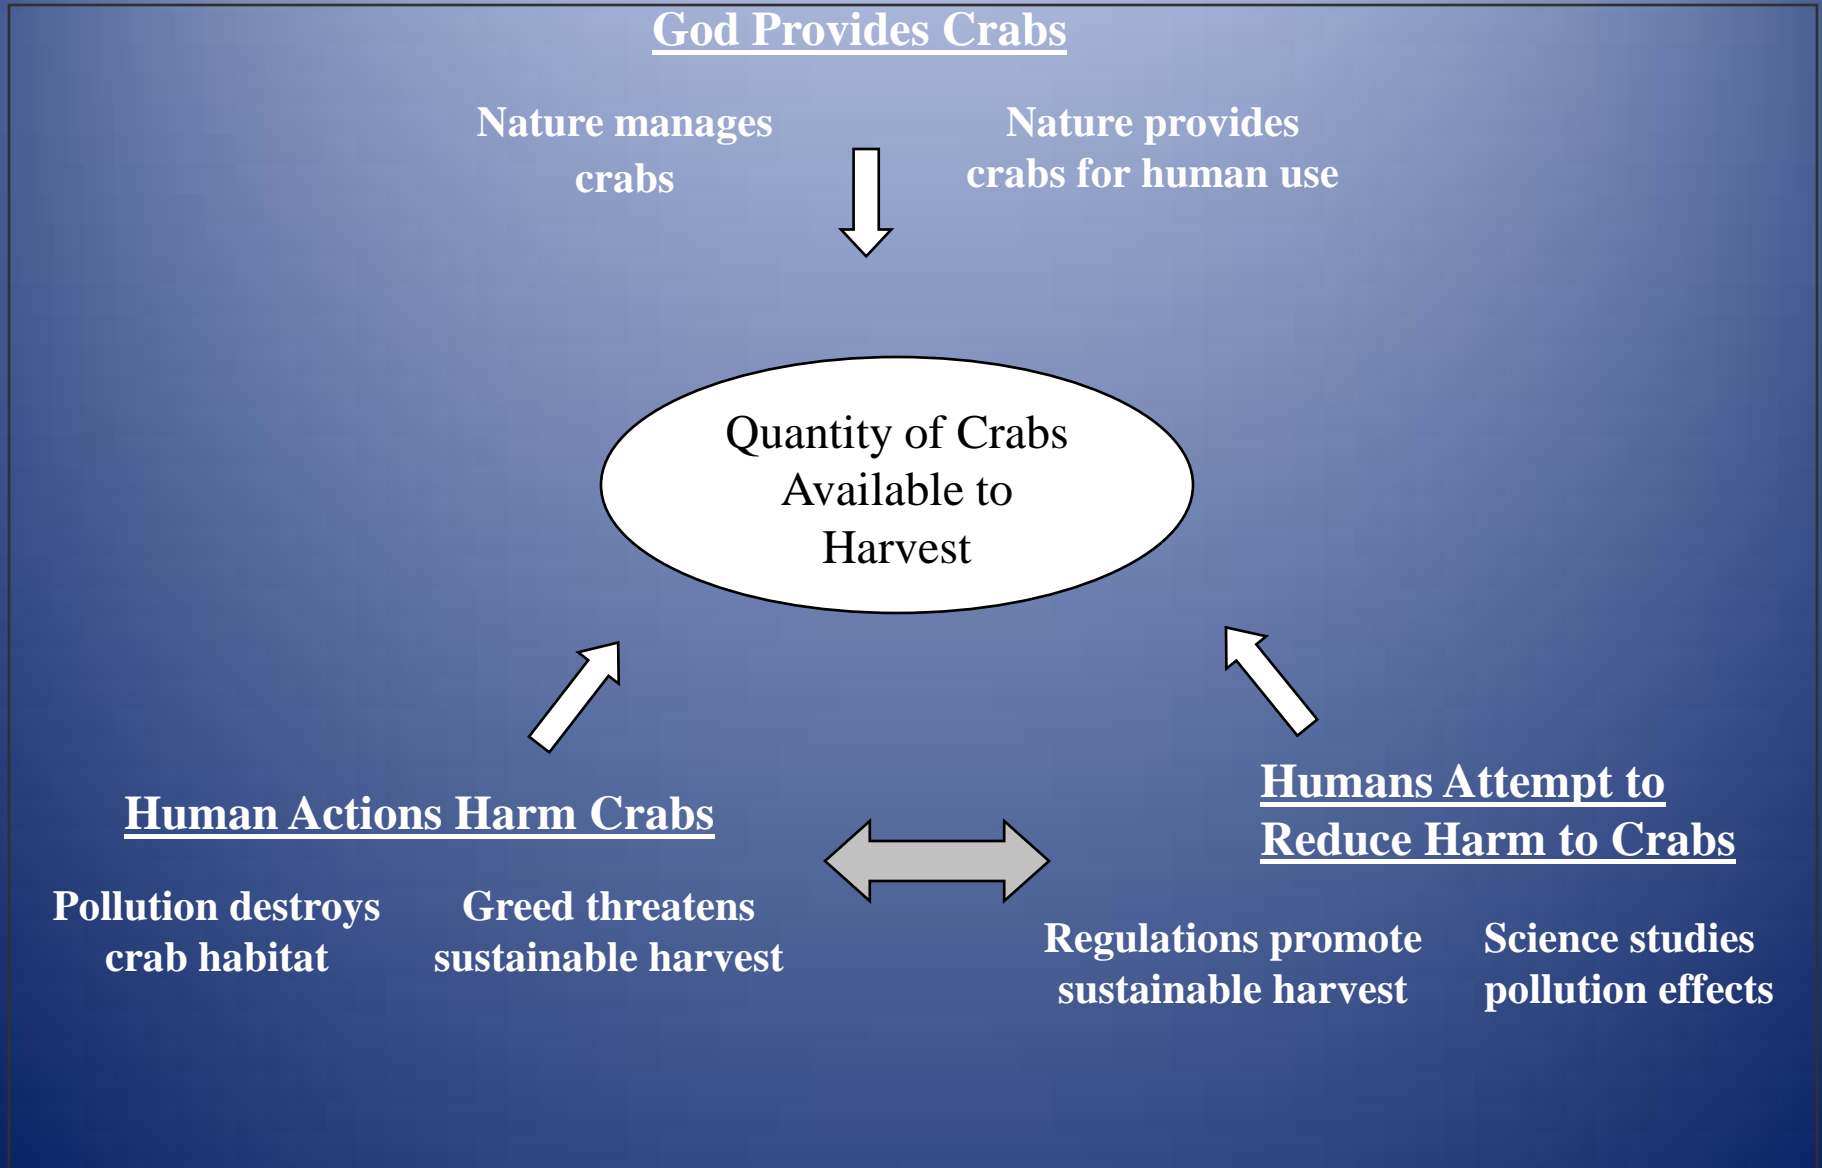 God Provides Crabs
Nature manages
crabs
Nature provides
crabs for human use
Quantity of Crabs
Available to
Harvest
Human Actions Harm Crabs
Pollution destroys
crab habitat
Greed threatens
sustainable harvest
Humans Attempt to
Reduce Harm to Crabs
Regulations promote
sustainable harvest
Science studies
pollution effects